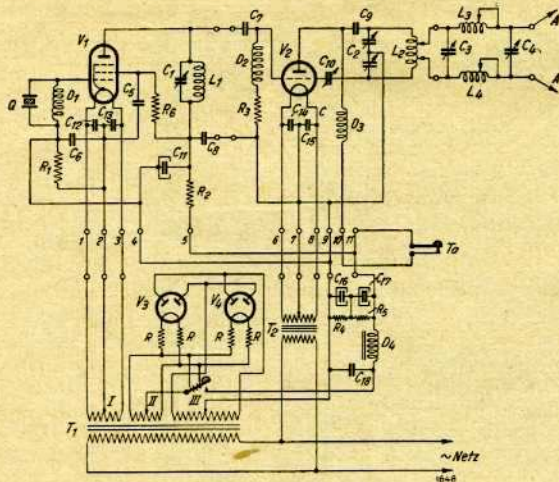 V1 C7 V2 C9 L3 A
C1 L1 D2 C10 C2 L2 C3 C4
Q D1 C5 R6 R3 L4 A
C12 C13 C14 C C15 D3
C6 C8
R1 C11 R2
1 2 3 4 5 6 7 8 9 10 11 Ta
V3 V4 C16 C17
T2 R4 R5
R R R R D4
C18
I II III
T1
~Netz
1648